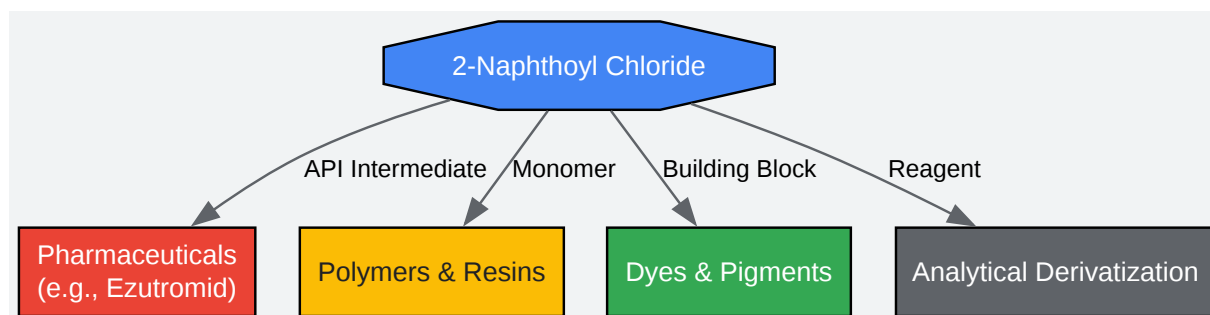 2-Naphthoyl Chloride
API Intermediate
Monomer
Building Block
Reagent
Pharmaceuticals
(e.g., Ezutromid)
Polymers & Resins
Dyes & Pigments
Analytical Derivatization